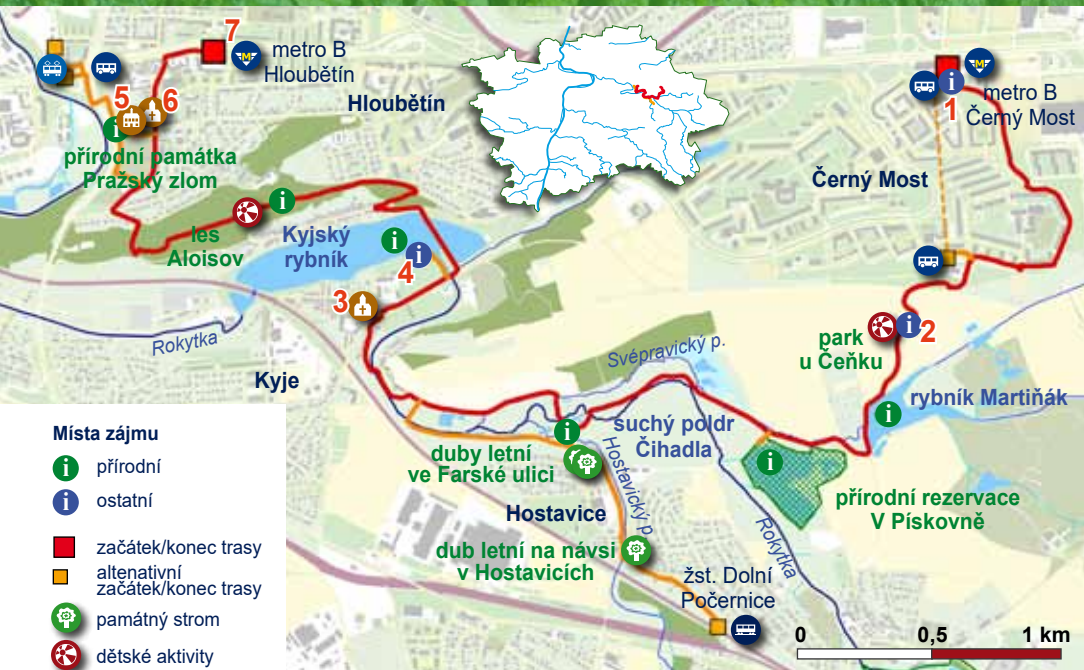 7
metro B
Hloubětín
Hloubětín
5
6
přírodní památka
Pražský zlom
les
Aloisov
Kyjský
rybník
4
3
Rokytka
Kyje
1
metro B
Černý Most
Černý Most
2
park
u Čeňku
rybník Martiňák
Svépravický p.
suchý poldr
Čihadla
duby letní
ve Farské ulici
Hostavický p.
Hostavice
Rokytka
přírodní rezervace
V Pískovně
dub letní na návsi
v Hostavicích
žst. Dolní
Počernice
0 0,5 1 km
Místa zájmu
i přírodní
i ostatní
začátek/konec trasy
altenativní
začátek/konec trasy
památný strom
dětské aktivity